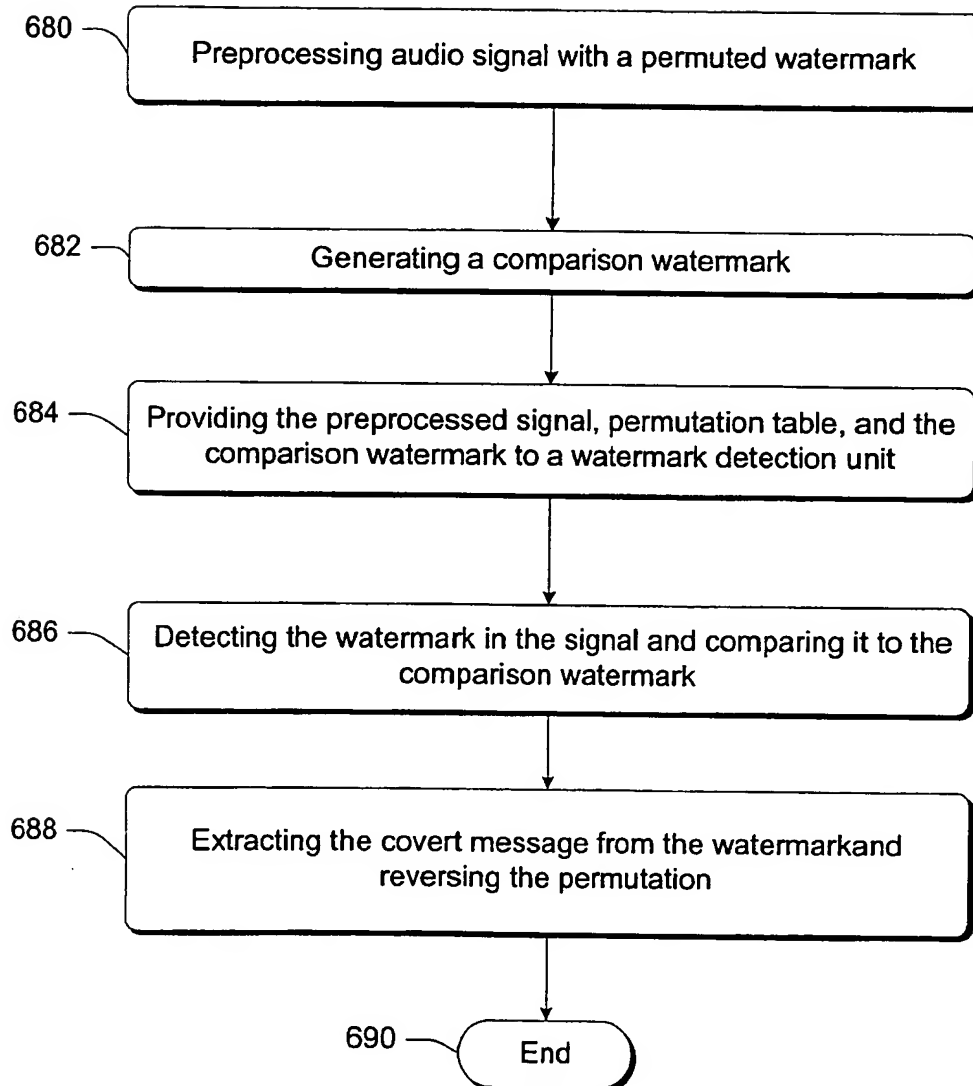 680
Preprocessing audio signal with a permuted watermark
682
Generating a comparison watermark
684
Providing the preprocessed signal, permutation table, and the
comparison watermark to a watermark detection unit
686
Detecting the watermark in the signal and comparing it to the
comparison watermark
688
Extracting the covert message from the watermarkand
reversing the permutation
690
End